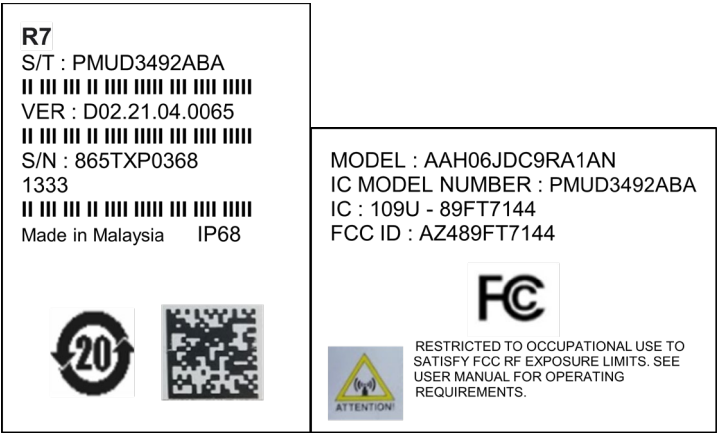 R7
S/T : PMUD3492ABA
VER : D02.21.04.0065
S/N : 865TXP0368
1333
Made in Malaysia IP68
20
MODEL : AAH06JDC9RA1AN
IC MODEL NUMBER : PMUD3492ABA
IC : 109U - 89FT7144
FCC ID : AZ489FT7144
FC
RESTRICTED TO OCCUPATIONAL USE TO
SATISFY FCC RF EXPOSURE LIMITS. SEE
USER MANUAL FOR OPERATING
REQUIREMENTS.
ATTENTION!